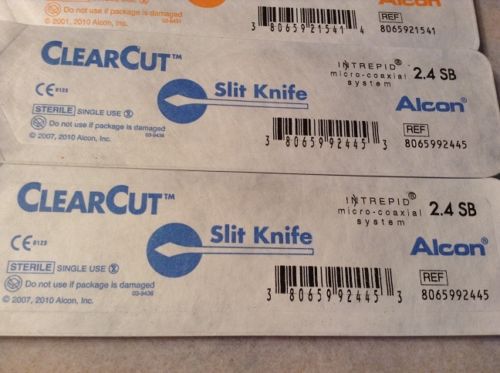 Do not use if package is damaged
Alcon
3 80659 21541 4
REF
8065921541
CLEARCUT™
INTREPID®
micro-coaxial
system
2.4 SB
Slit Knife
CE 0123
Alcon®
STERILE SINGLE USE
Do not use if package is damaged
© 2007, 2010 Alcon, Inc.
03-9436
3 80659 92445 3
REF
8065992445
CLEARCUT™
INTREPID®
micro-coaxial
system
2.4 SB
Slit Knife
CE 0123
Alcon®
STERILE SINGLE USE
Do not use if package is damaged
© 2007, 2010 Alcon, Inc.
03-9436
3 80659 92445 3
REF
8065992445